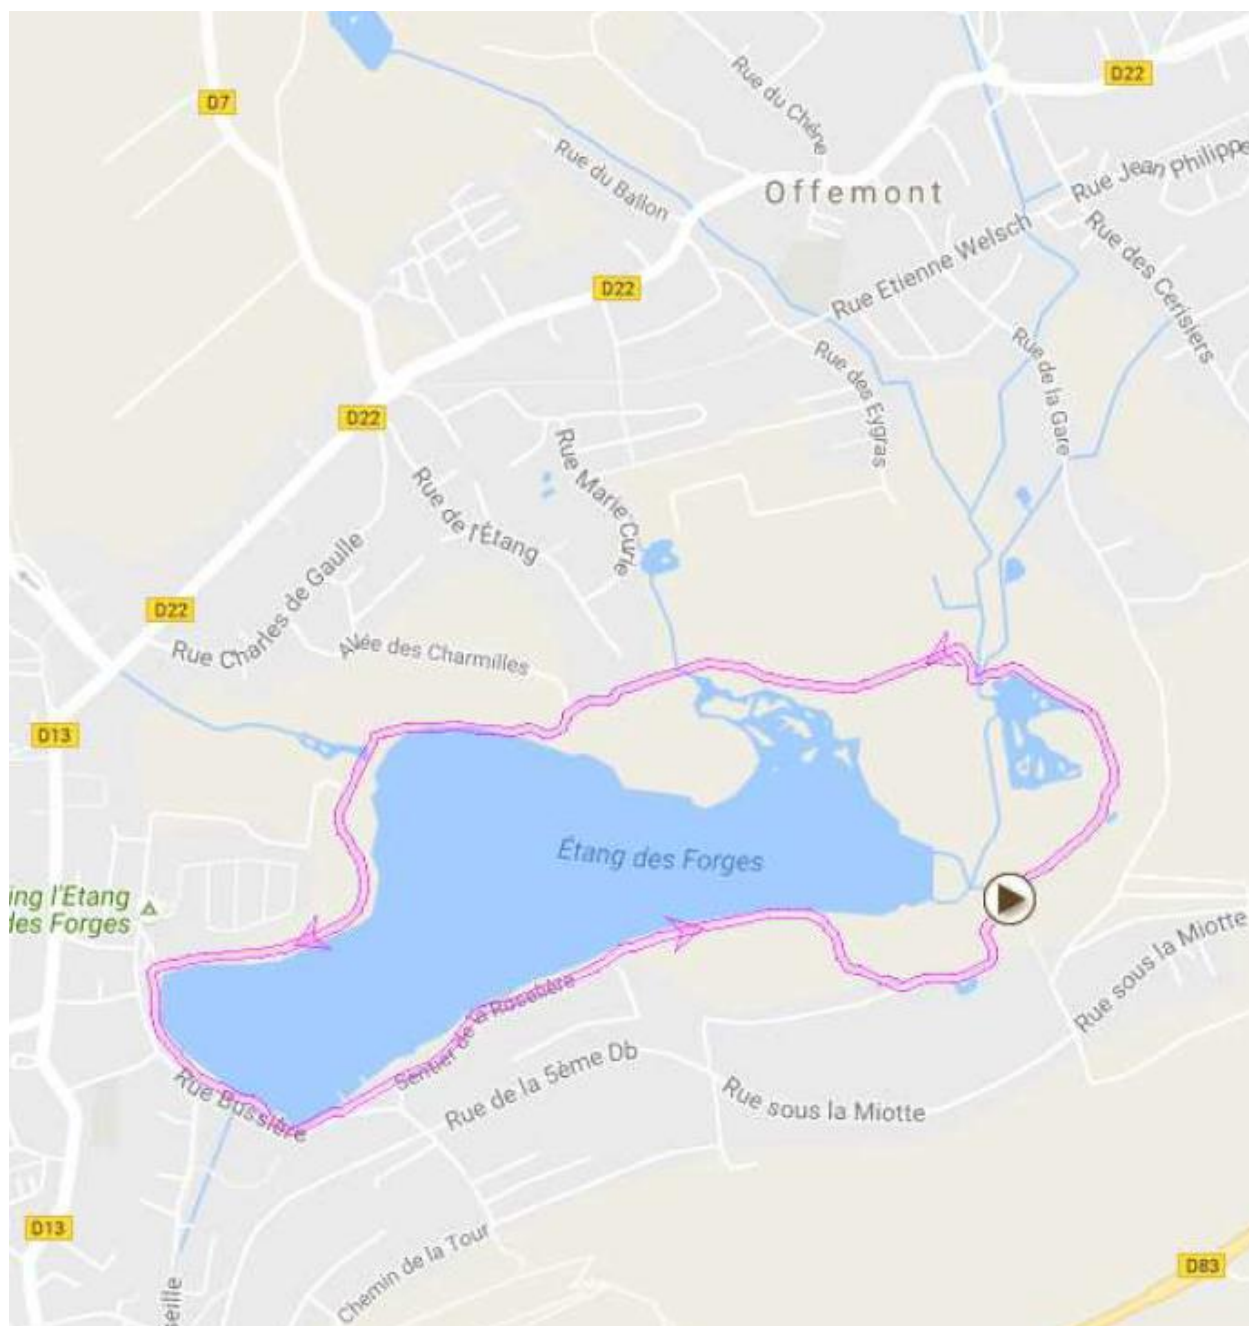 D22
D7
Rue du Chêne
Rue du Ballon
Rue Jean Philippe
Offemont
Rue Etienne Welsch
Rue des Cerisiers
D22
Rue des Eygras
Rue de la Gare
D22
Rue Marie Curie
Rue de l'Étang
Rue Charles de Gaulle
D22
Allée des Charmilles
D13
Étang des Forges
ing l'Etang
des Forges
Rue sous la Miotte
Sentier de la Roselière
Rue de la 5ème Db
Rue Bussière
Rue sous la Miotte
D13
Chemin de la Tour
D83
eille